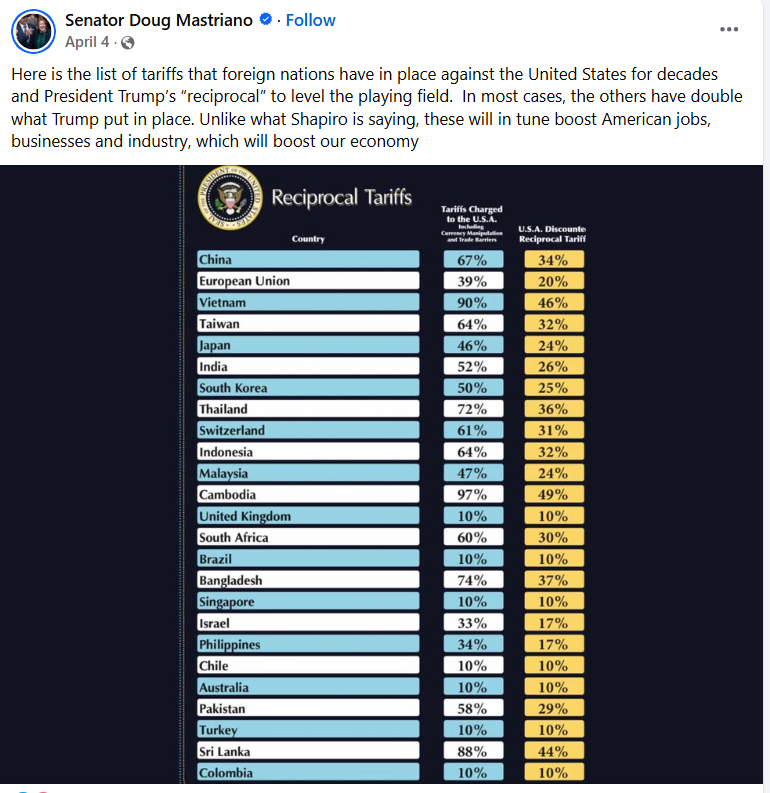 Senator Doug Mastriano · Follow
April 4 ·
Here is the list of tariffs that foreign nations have in place against the United States for decades
and President Trump's “reciprocal” to level the playing field.  In most cases, the others have double
what Trump put in place. Unlike what Shapiro is saying, these will in tune boost American jobs,
businesses and industry, which will boost our economy
Reciprocal Tariffs
Tariffs Charged
to the U.S.A.
Including
Currency Manipulation
and Trade Barriers
U.S.A. Discounte
Reciprocal Tariff
Country
China 67% 34%
European Union 39% 20%
Vietnam 90% 46%
Taiwan 64% 32%
Japan 46% 24%
India 52% 26%
South Korea 50% 25%
Thailand 72% 36%
Switzerland 61% 31%
Indonesia 64% 32%
Malaysia 47% 24%
Cambodia 97% 49%
United Kingdom 10% 10%
South Africa 60% 30%
Brazil 10% 10%
Bangladesh 74% 37%
Singapore 10% 10%
Israel 33% 17%
Philippines 34% 17%
Chile 10% 10%
Australia 10% 10%
Pakistan 58% 29%
Turkey 10% 10%
Sri Lanka 88% 44%
Colombia 10% 10%